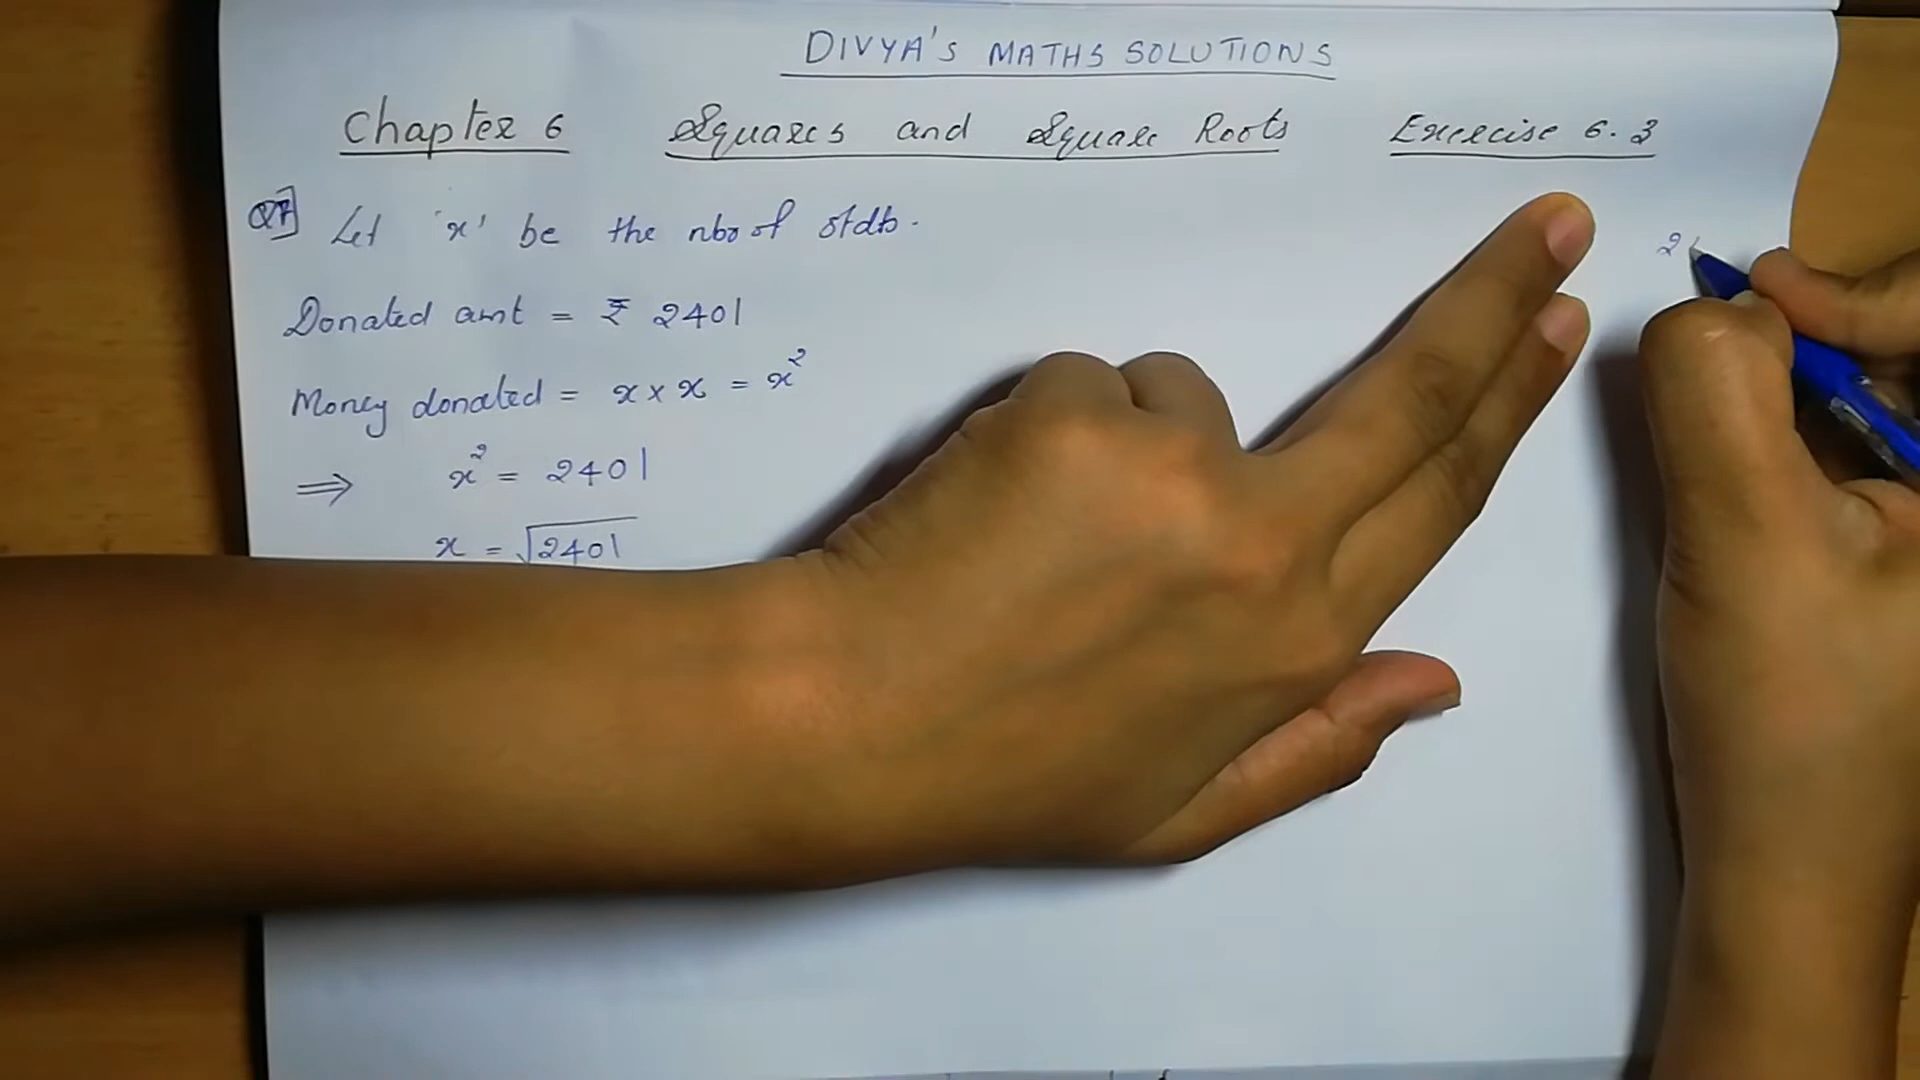 DIVYA'S MATHS SOLUTIONS
Chapter 6 Squares and Square Roots Exercise 6.3
Q7] Let 'x' be the nbr of stdts.
Donated amt = ₹ 2401
Money donated = x × x = x²
⇒ x² = 2401
x = √2401
2